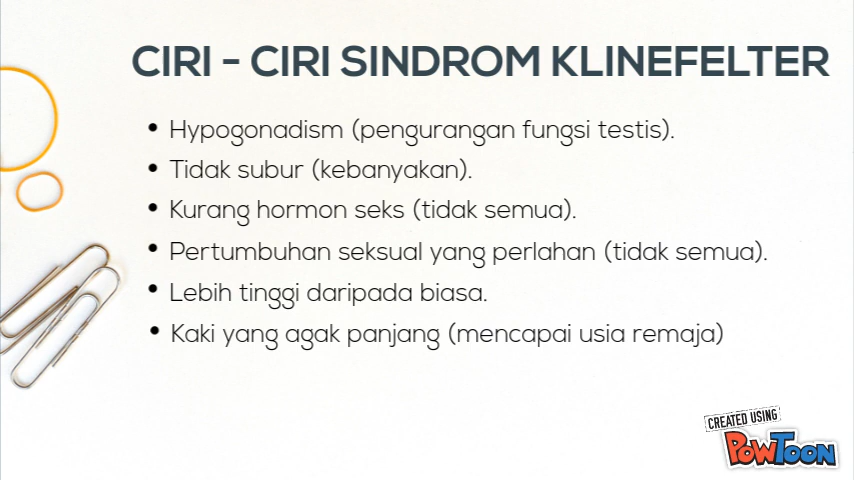 CIRI - CIRI SINDROM KLINEFELTER
• Hypogonadism (pengurangan fungsi testis).
• Tidak subur (kebanyakan).
• Kurang hormon seks (tidak semua).
• Pertumbuhan seksual yang perlahan (tidak semua).
• Lebih tinggi daripada biasa.
• Kaki yang agak panjang (mencapai usia remaja)
CREATED USING
POWTOON